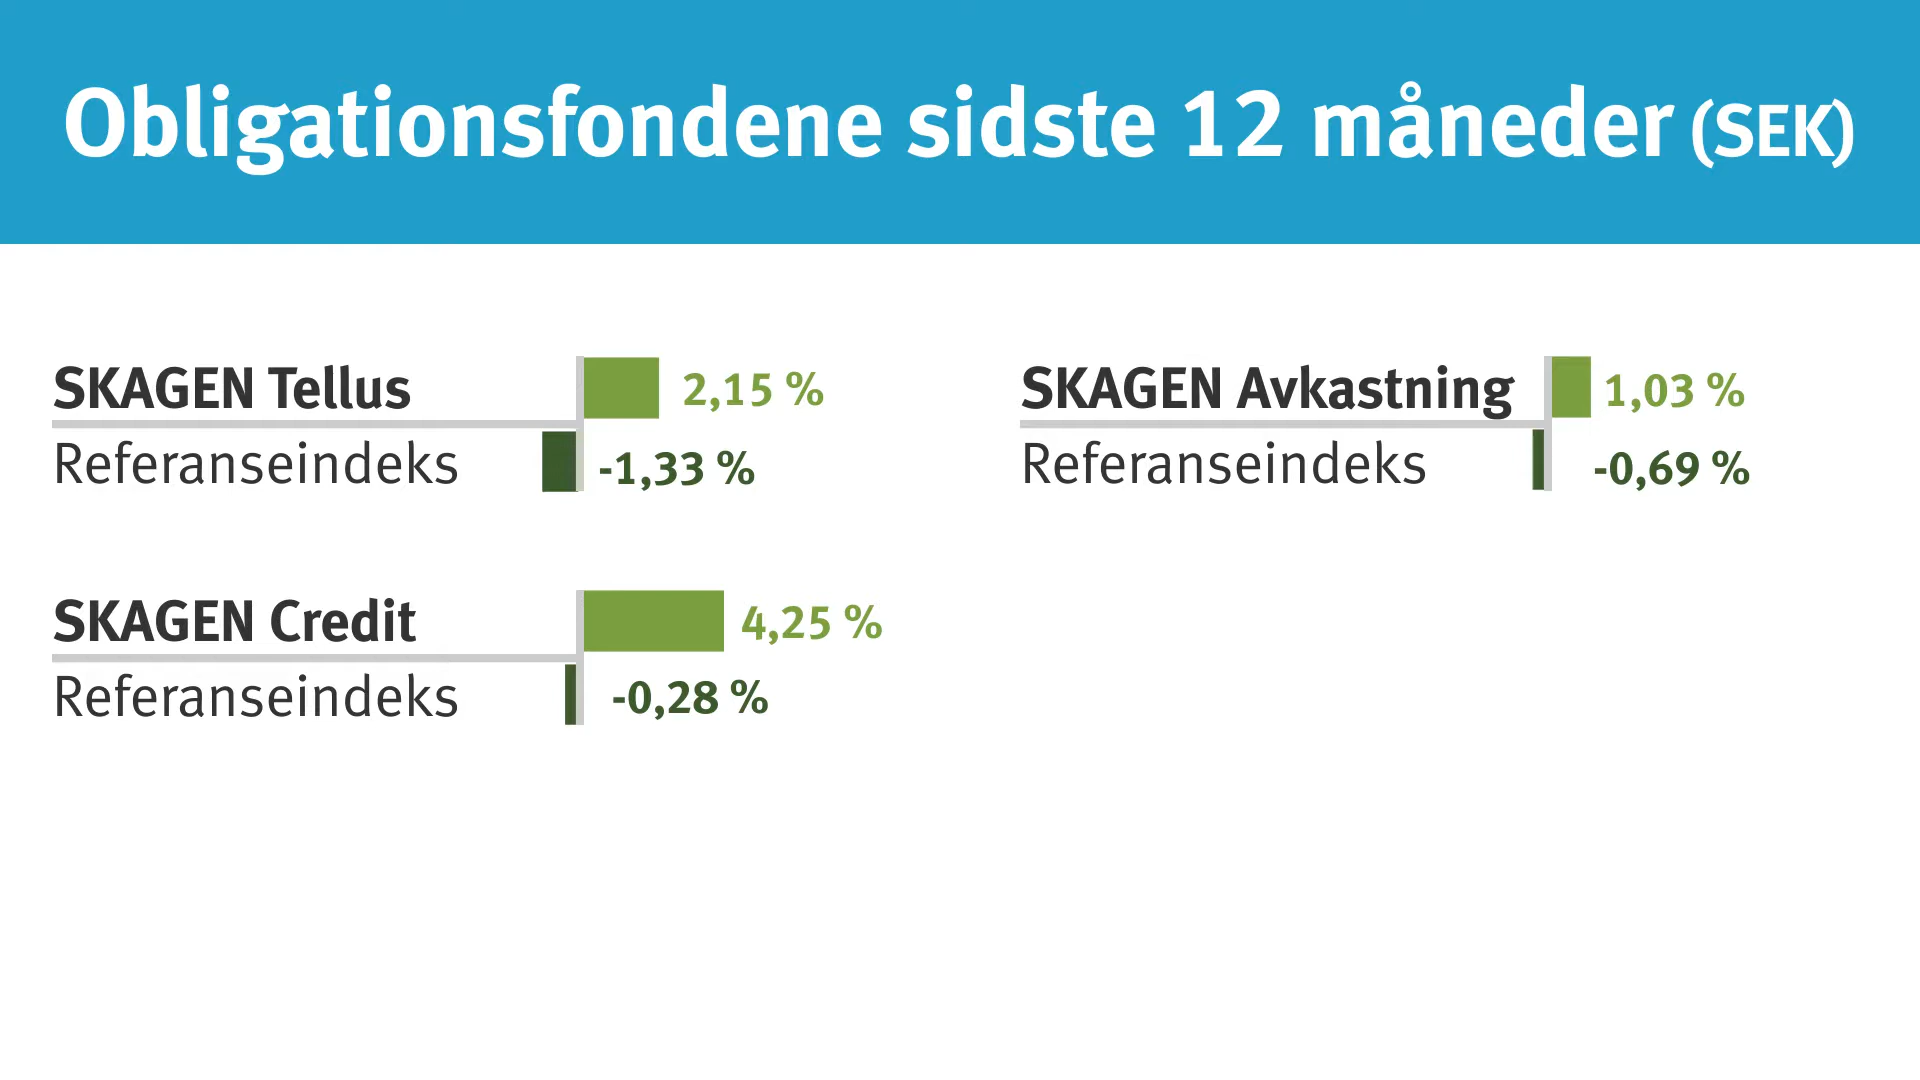 Obligationsfondene sidste 12 måneder (SEK)
SKAGEN Tellus
2,15 %
Referanseindeks
-1,33 %
SKAGEN Avkastning
1,03 %
Referanseindeks
-0,69 %
SKAGEN Credit
4,25 %
Referanseindeks
-0,28 %